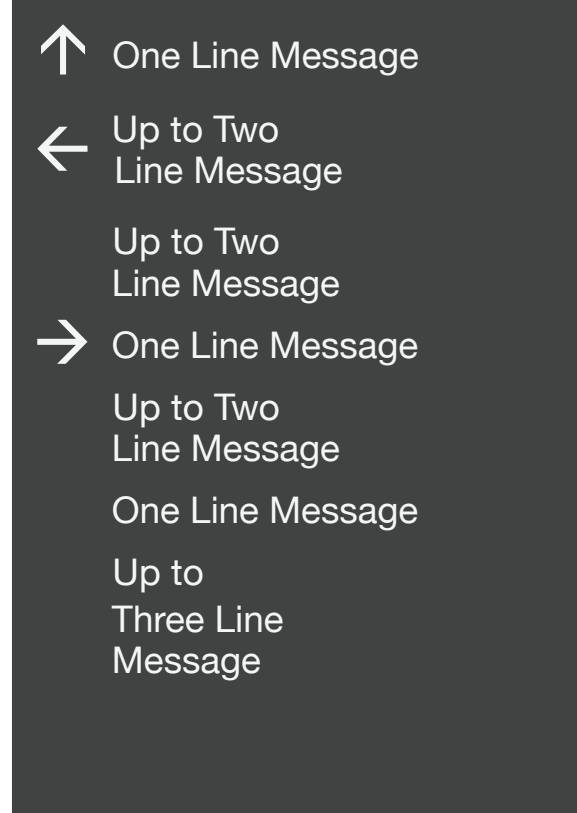 ↑ One Line Message
← Up to Two
Line Message
Up to Two
Line Message
→ One Line Message
Up to Two
Line Message
One Line Message
Up to
Three Line
Message